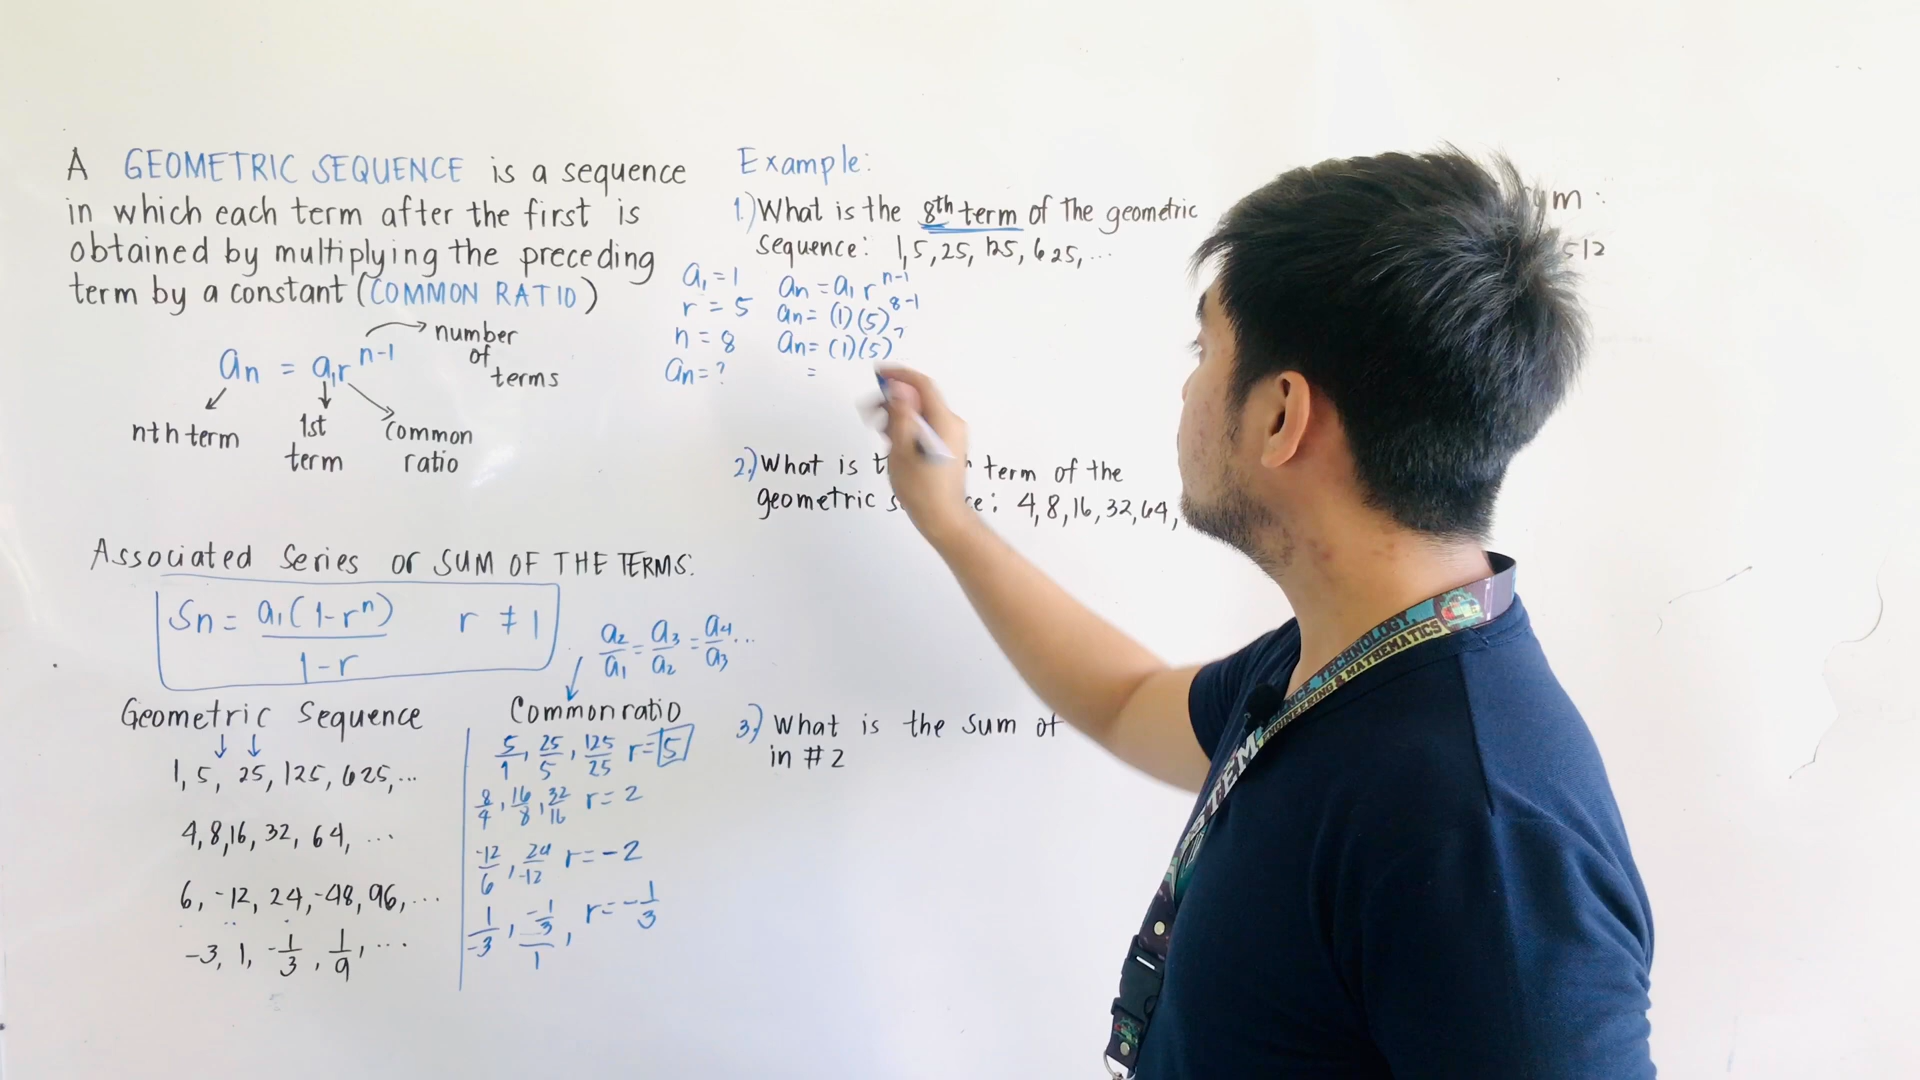 A GEOMETRIC SEQUENCE is a sequence
in which each term after the first is
obtained by multiplying the preceding
term by a constant (COMMON RATIO)
aₙ = a₁r^(n-1)
number
of
terms
nth term
1st
term
common
ratio
Associated Series or SUM OF THE TERMS:
Sn = a₁(1-rⁿ) / 1-r    r ≠ 1
a₂/a₁ = a₃/a₂ = a₄/a₃ ...
Geometric Sequence
1, 5, 25, 125, 625, ...
4, 8, 16, 32, 64, ...
6, -12, 24, -48, 96, ...
-3, 1, -1/3, 1/9, ...
Common ratio
5/1, 25/5, 125/25 r=5
8/4, 16/8, 32/16 r=2
-12/6, 24/-12 r=-2
1/-3, -1/3/1, r=-1/3
Example:
1.) What is the 8th term of the geometric
sequence: 1, 5, 25, 125, 625, ...
a₁ = 1
r = 5
n = 8
an = ?
an = a₁ r^(n-1)
an = (1)(5)^(8-1)
an = (1)(5)^7
=
2.) What is term of the
geometric 4, 8, 16, 32, 64,
3.) What is the sum of
in #2
:
512
SCIENCE TECHNOLOGY
ENGINEERING & MATHEMATICS
STEM